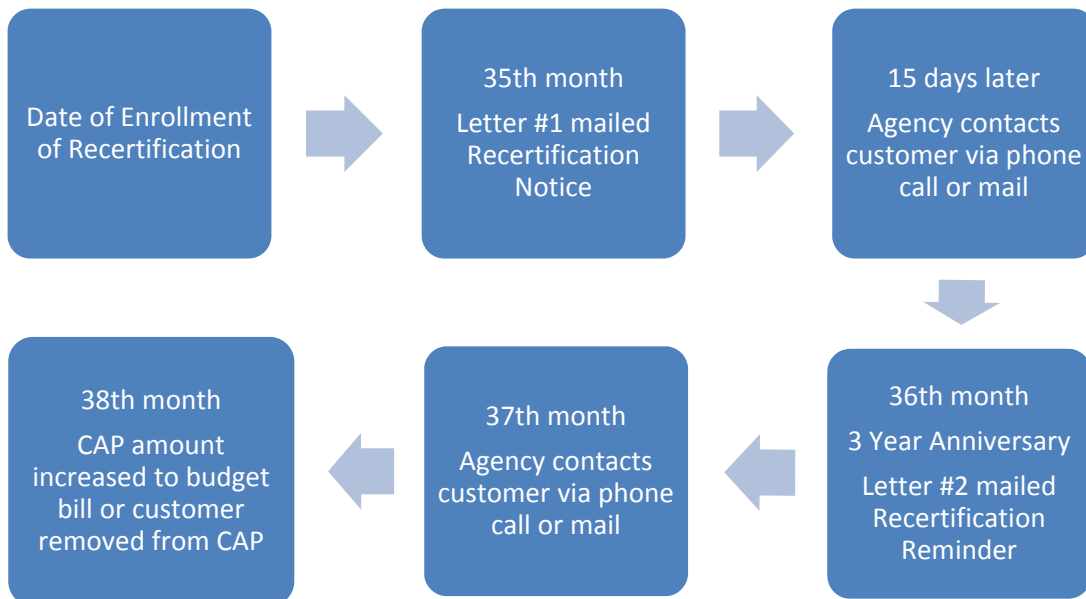 Date of Enrollment
of Recertification
35th month
Letter #1 mailed
Recertification
Notice
15 days later
Agency contacts
customer via phone
call or mail
36th month
3 Year Anniversary
Letter #2 mailed
Recertification
Reminder
37th month
Agency contacts
customer via phone
call or mail
38th month
CAP amount
increased to budget
bill or customer
removed from CAP